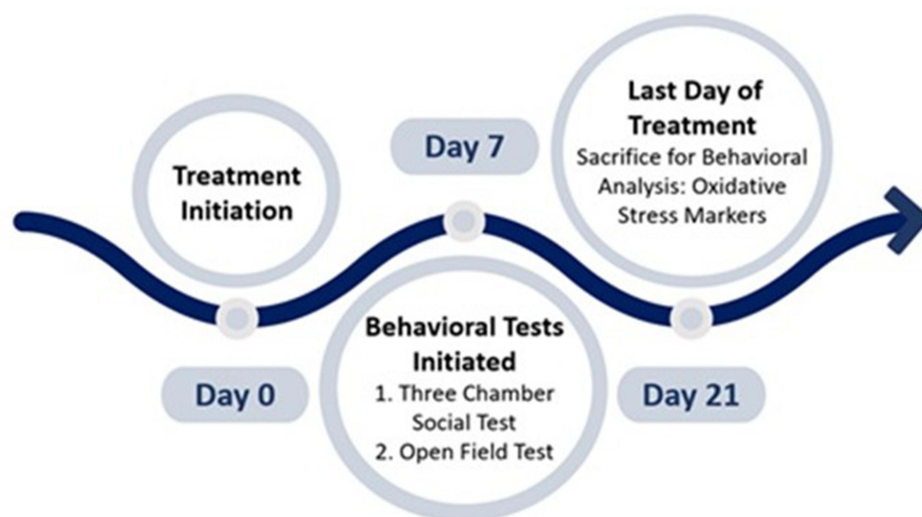 Treatment
Initiation
Day 0
Day 7
Behavioral Tests
Initiated
1. Three Chamber
Social Test
2. Open Field Test
Last Day of
Treatment
Sacrifice for Behavioral
Analysis: Oxidative
Stress Markers
Day 21